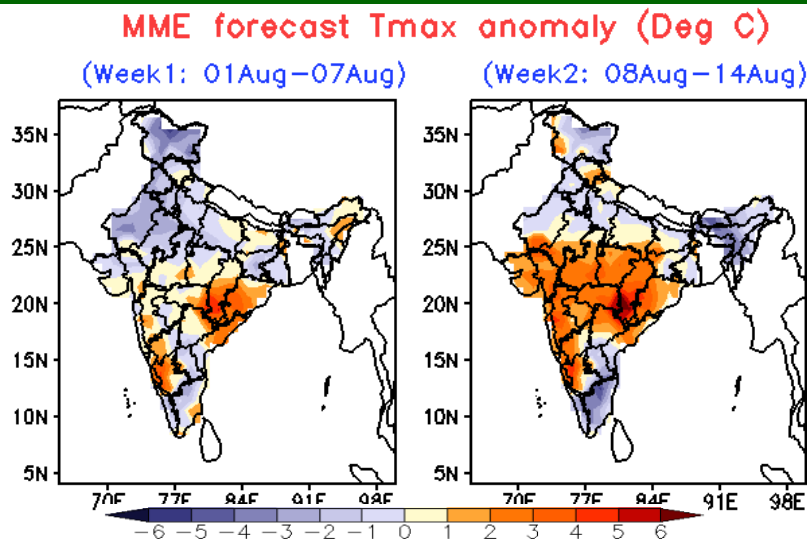 MME forecast Tmax anomaly (Deg C)
(Week1: 01Aug−07Aug) (Week2: 08Aug−14Aug)
35N 35N
30N 30N
25N 25N
20N 20N
15N 15N
10N 10N
5N 5N
70E 77E 84E 91E 98E 70E 77E 84E 91E 98E
−6 −5 −4 −3 −2 −1 0 1 2 3 4 5 6